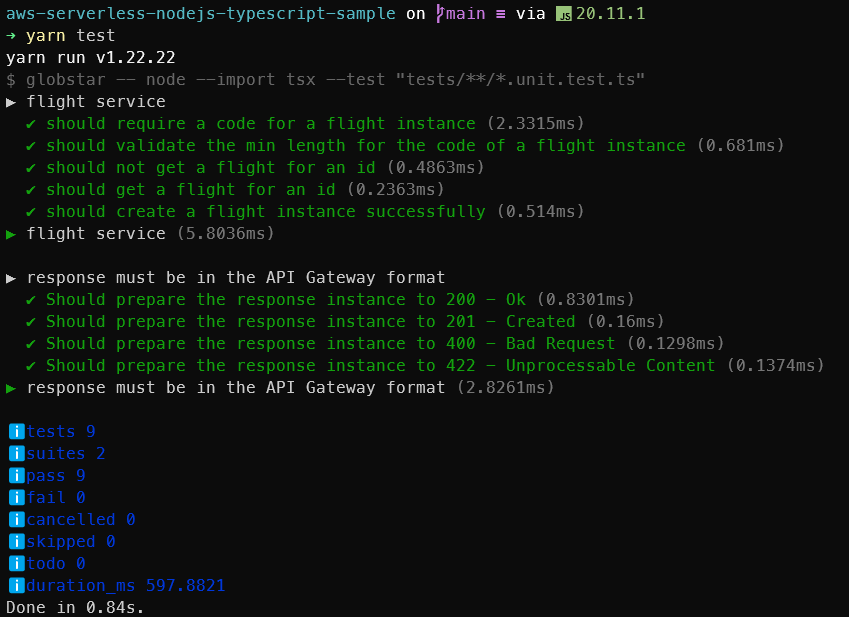 aws-serverless-nodejs-typescript-sample on main ≡ via JS 20.11.1
→ yarn test
yarn run v1.22.22
$ globstar -- node --import tsx --test "tests/**/*.unit.test.ts"
▶ flight service
✔ should require a code for a flight instance (2.3315ms)
✔ should validate the min length for the code of a flight instance (0.681ms)
✔ should not get a flight for an id (0.4863ms)
✔ should get a flight for an id (0.2363ms)
✔ should create a flight instance successfully (0.514ms)
▶ flight service (5.8036ms)
▶ response must be in the API Gateway format
✔ Should prepare the response instance to 200 - Ok (0.8301ms)
✔ Should prepare the response instance to 201 - Created (0.16ms)
✔ Should prepare the response instance to 400 - Bad Request (0.1298ms)
✔ Should prepare the response instance to 422 - Unprocessable Content (0.1374ms)
▶ response must be in the API Gateway format (2.8261ms)
ℹ tests 9
ℹ suites 2
ℹ pass 9
ℹ fail 0
ℹ cancelled 0
ℹ skipped 0
ℹ todo 0
ℹ duration_ms 597.8821
Done in 0.84s.